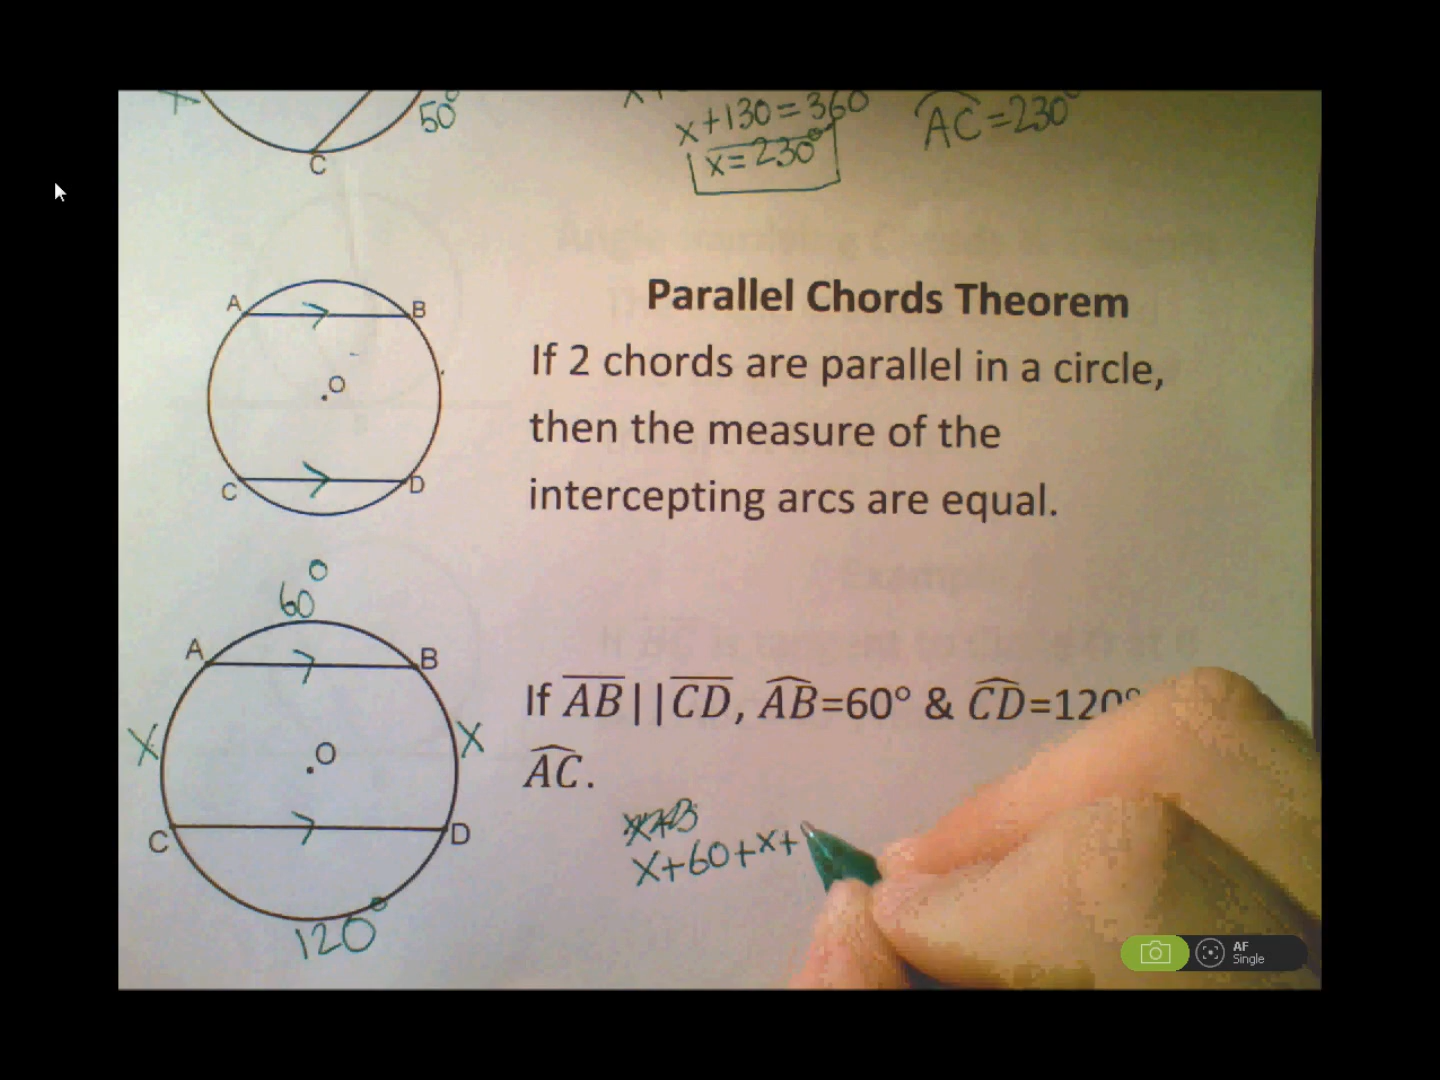 50°
C
x+130=360
x=230°
AC=230°
Parallel Chords Theorem
If 2 chords are parallel in a circle,
then the measure of the
intercepting arcs are equal.
A
B
O
C
D
60°
A
B
X
X
O
C
D
120°
If AB||CD, AB=60° & CD=120°
AC.
X+60+x+
AF
Single